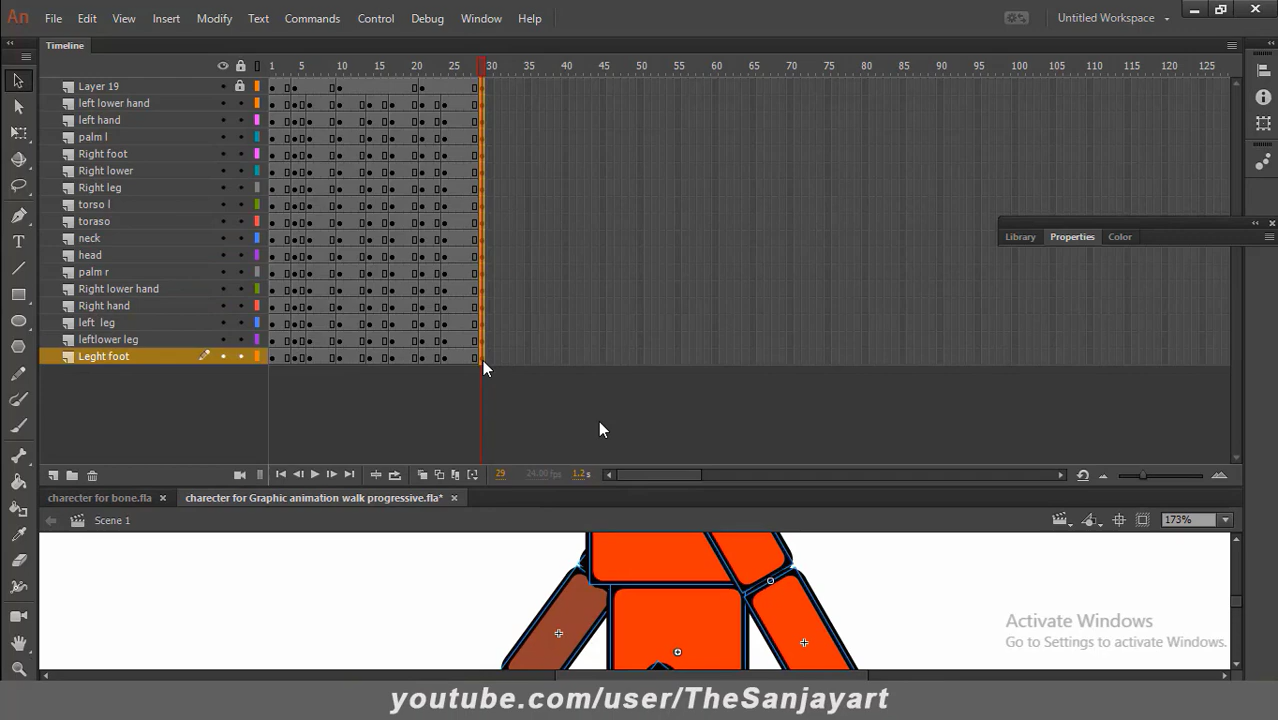 An File Edit View Insert Modify Text Commands Control Debug Window Help Untitled Workspace
Timeline
1 5 10 15 20 25 30 35 40 45 50 55 60 65 70 75 80 85 90 95 100 105 110 115 120 125
Layer 19
left lower hand
left hand
palm l
Right foot
Right lower
Right leg
torso l
toraso
neck
head
palm r
Right lower hand
Right hand
left leg
leftlower leg
Leght foot
Library Properties Color
29 24.00 fps 1.2 s
charecter for bone.fla charecter for Graphic animation walk progressive.fla*
Scene 1 173%
Activate Windows
Go to Settings to activate Windows.
youtube.com/user/TheSanjayart